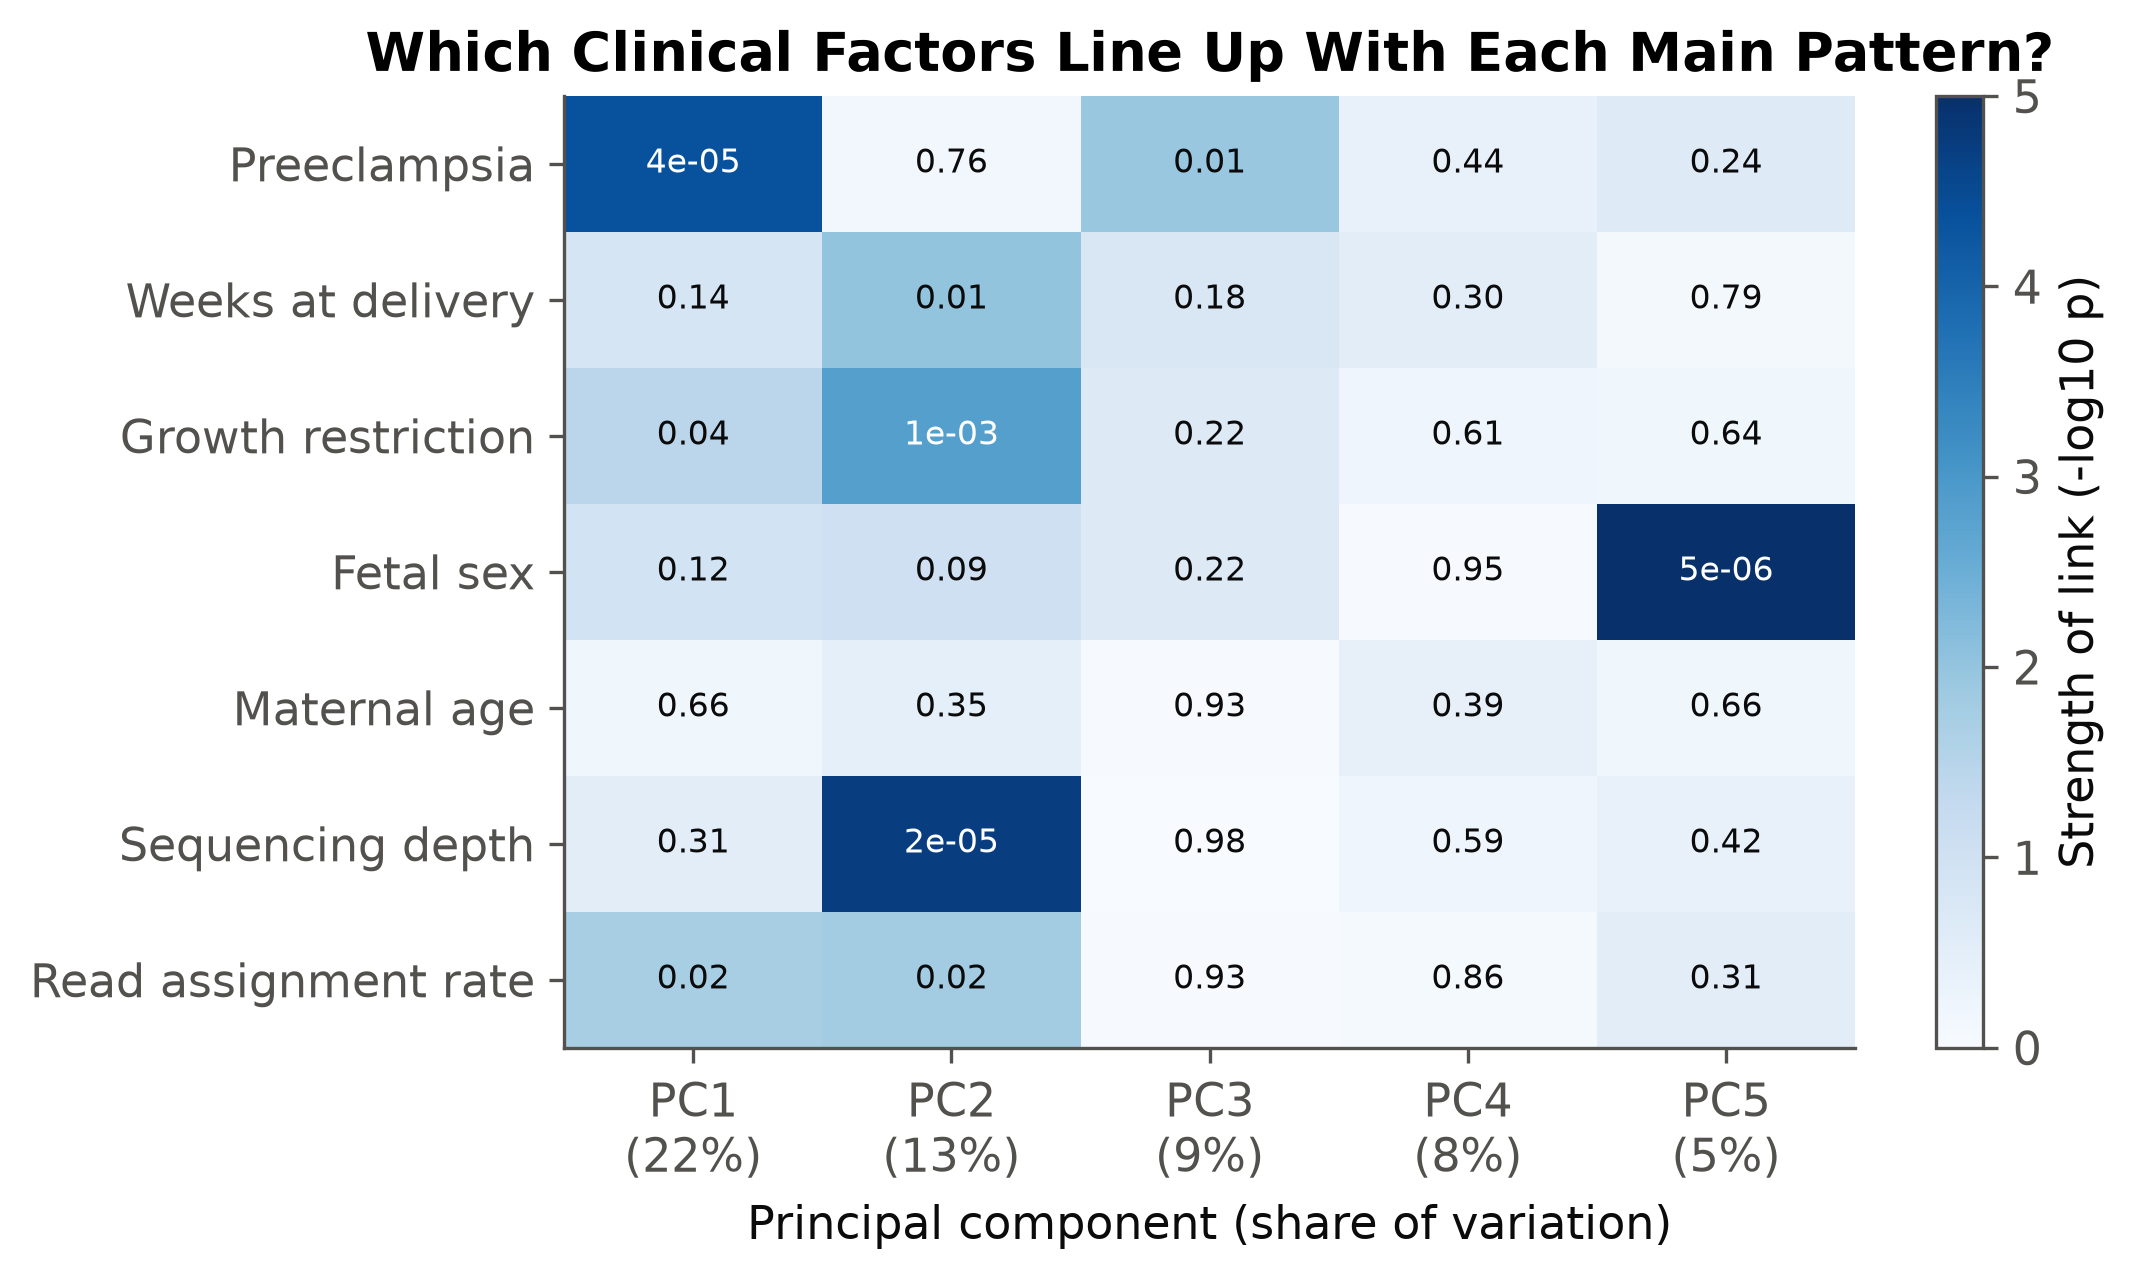 Which Clinical Factors Line Up With Each Main Pattern?
Preeclampsia 4e-05 0.76 0.01 0.44 0.24
Weeks at delivery 0.14 0.01 0.18 0.30 0.79
Growth restriction 0.04 1e-03 0.22 0.61 0.64
Fetal sex 0.12 0.09 0.22 0.95 5e-06
Maternal age 0.66 0.35 0.93 0.39 0.66
Sequencing depth 0.31 2e-05 0.98 0.59 0.42
Read assignment rate 0.02 0.02 0.93 0.86 0.31
PC1 PC2 PC3 PC4 PC5
(22%) (13%) (9%) (8%) (5%)
Principal component (share of variation)
5
4
3
2
1
0
Strength of link (-log10 p)